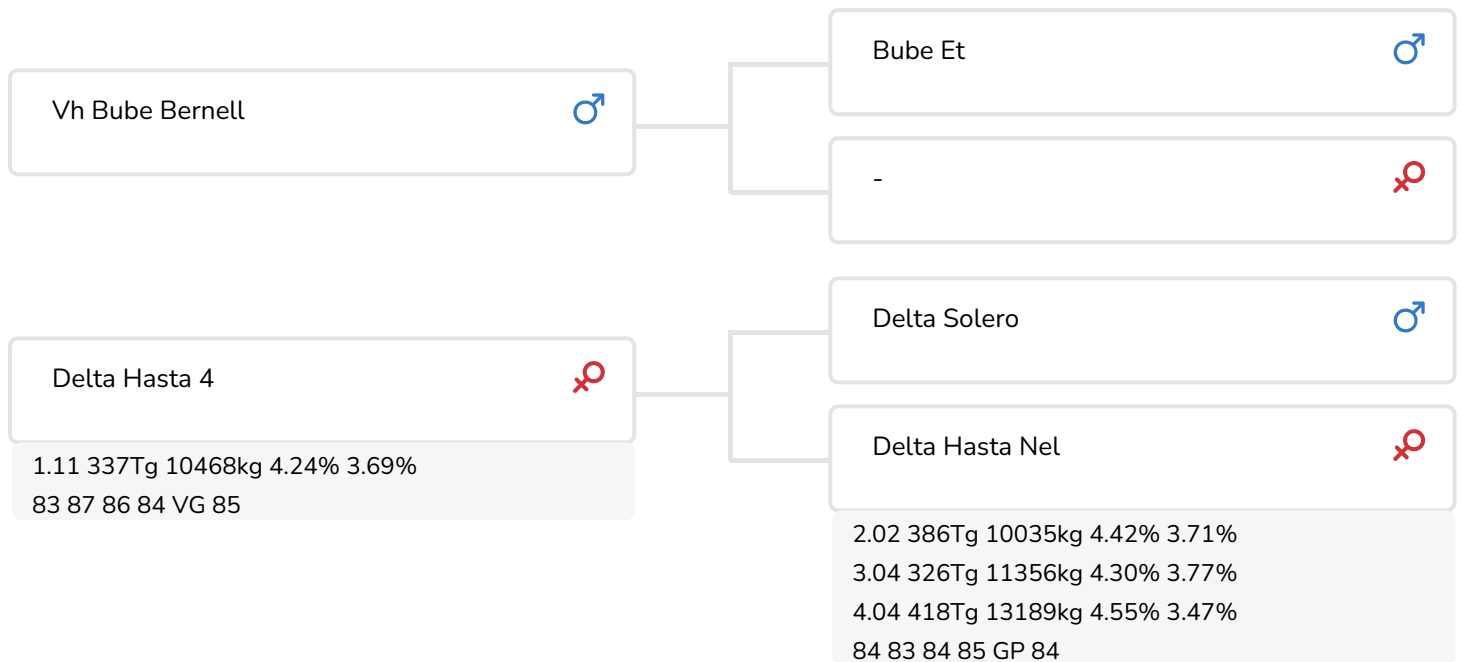 Vh Bube Bernell
Bube Et
-
Delta Hasta 4
1.11 337Tg 10468kg 4.24% 3.69%
83 87 86 84 VG 85
Delta Solero
Delta Hasta Nel
2.02 386Tg 10035kg 4.42% 3.71%
3.04 326Tg 11356kg 4.30% 3.77%
4.04 418Tg 13189kg 4.55% 3.47%
84 83 84 85 GP 84